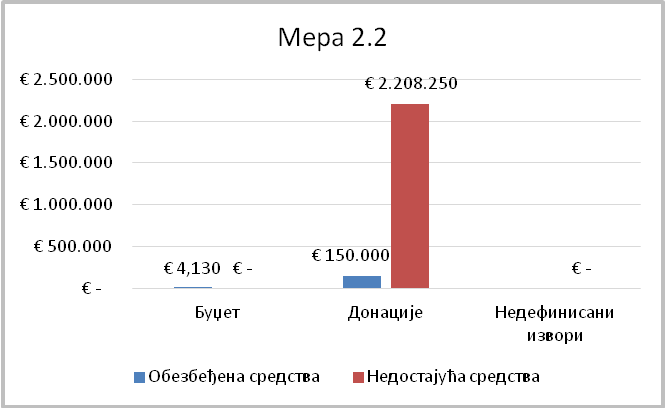 Мера 2.2
€ 2.500.000
€ 2.000.000
€ 1.500.000
€ 1.000.000
€ 500.000
€ -
€ 4,130
€ -
€ 150.000
€ 2.208.250
€ -
Буџет
Донације
Недефинисани
извори
Обезбеђена средства
Недостајућа средства